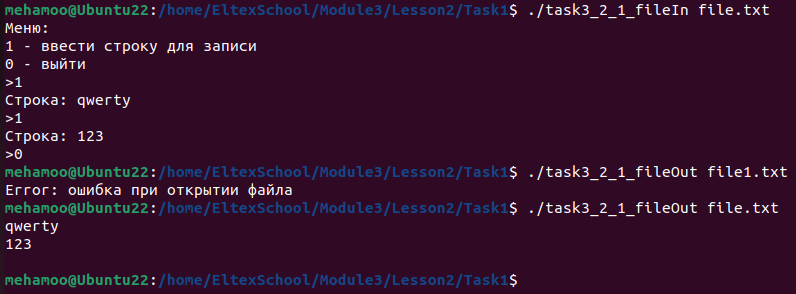 mehamoo@Ubuntu22:/home/EltexSchool/Module3/Lesson2/Task1$ ./task3_2_1_fileIn file.txt
Меню:
1 - ввести строку для записи
0 - выйти
>1
Строка: qwerty
>1
Строка: 123
>0
mehamoo@Ubuntu22:/home/EltexSchool/Module3/Lesson2/Task1$ ./task3_2_1_fileOut file1.txt
Error: ошибка при открытии файла
mehamoo@Ubuntu22:/home/EltexSchool/Module3/Lesson2/Task1$ ./task3_2_1_fileOut file.txt
qwerty
123
mehamoo@Ubuntu22:/home/EltexSchool/Module3/Lesson2/Task1$